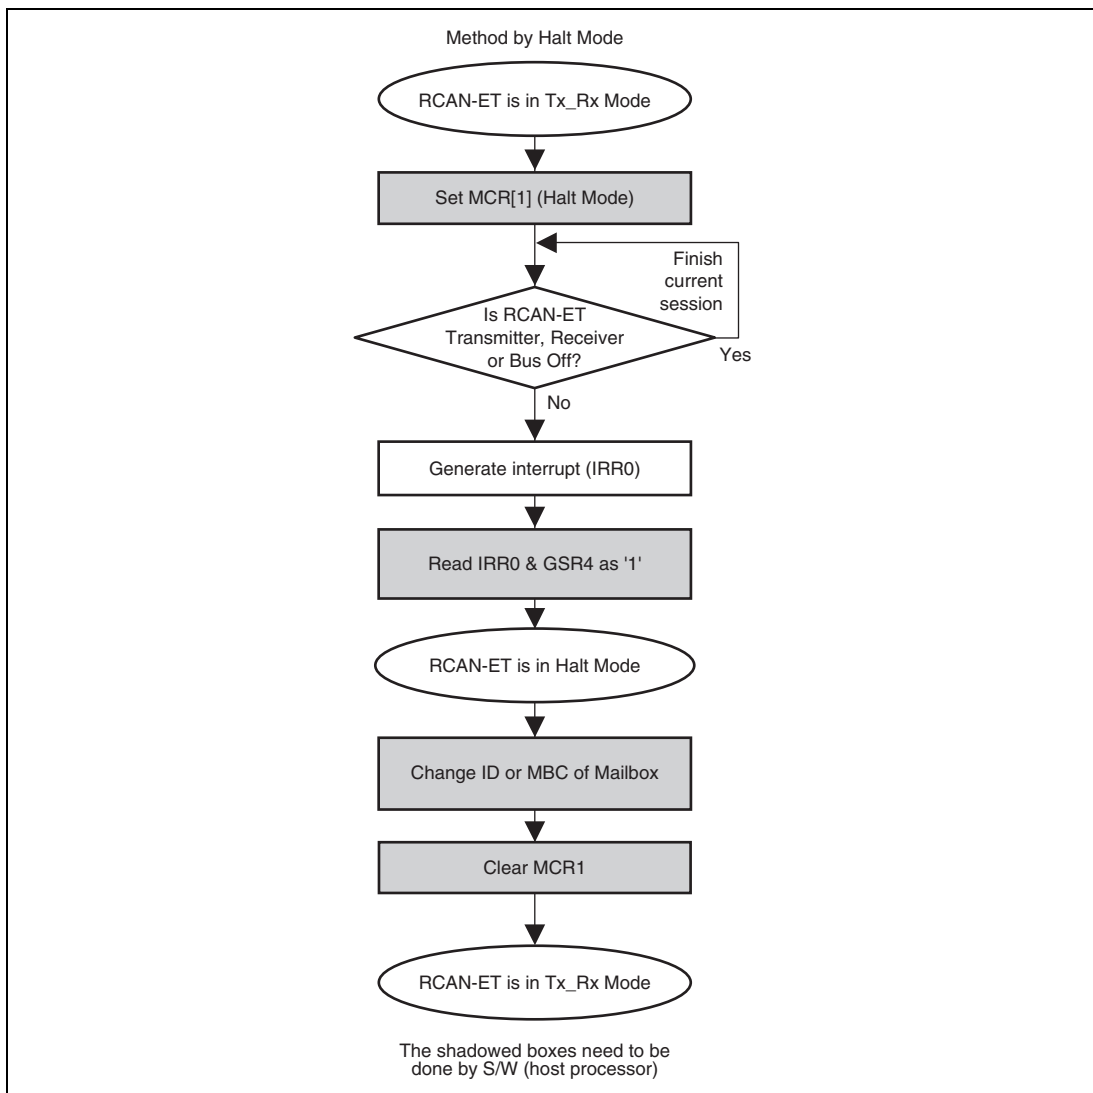 Method by Halt Mode
RCAN-ET is in Tx_Rx Mode
Set MCR[1] (Halt Mode)
Finish
current
session
Is RCAN-ET
Transmitter, Receiver
or Bus Off?
Yes
No
Generate interrupt (IRR0)
Read IRR0 & GSR4 as '1'
RCAN-ET is in Halt Mode
Change ID or MBC of Mailbox
Clear MCR1
RCAN-ET is in Tx_Rx Mode
The shadowed boxes need to be
done by S/W (host processor)